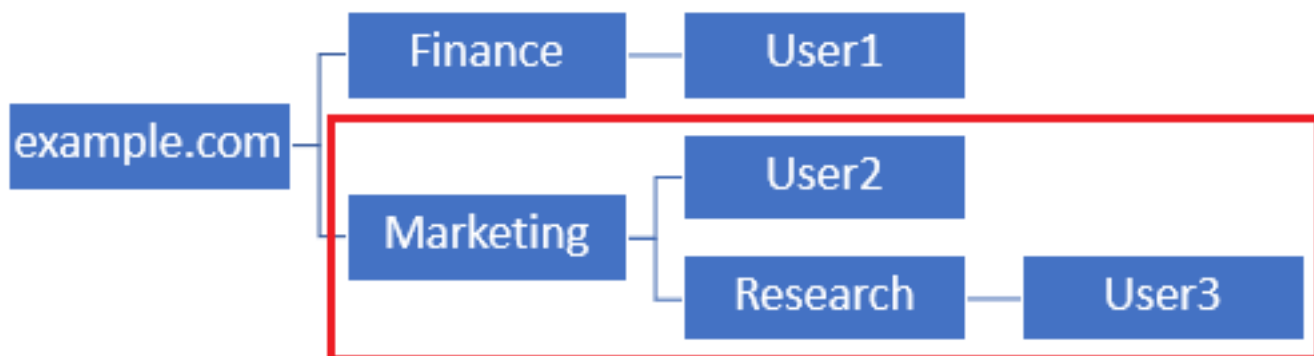 example.com
Finance
User1
Marketing
User2
Research
User3